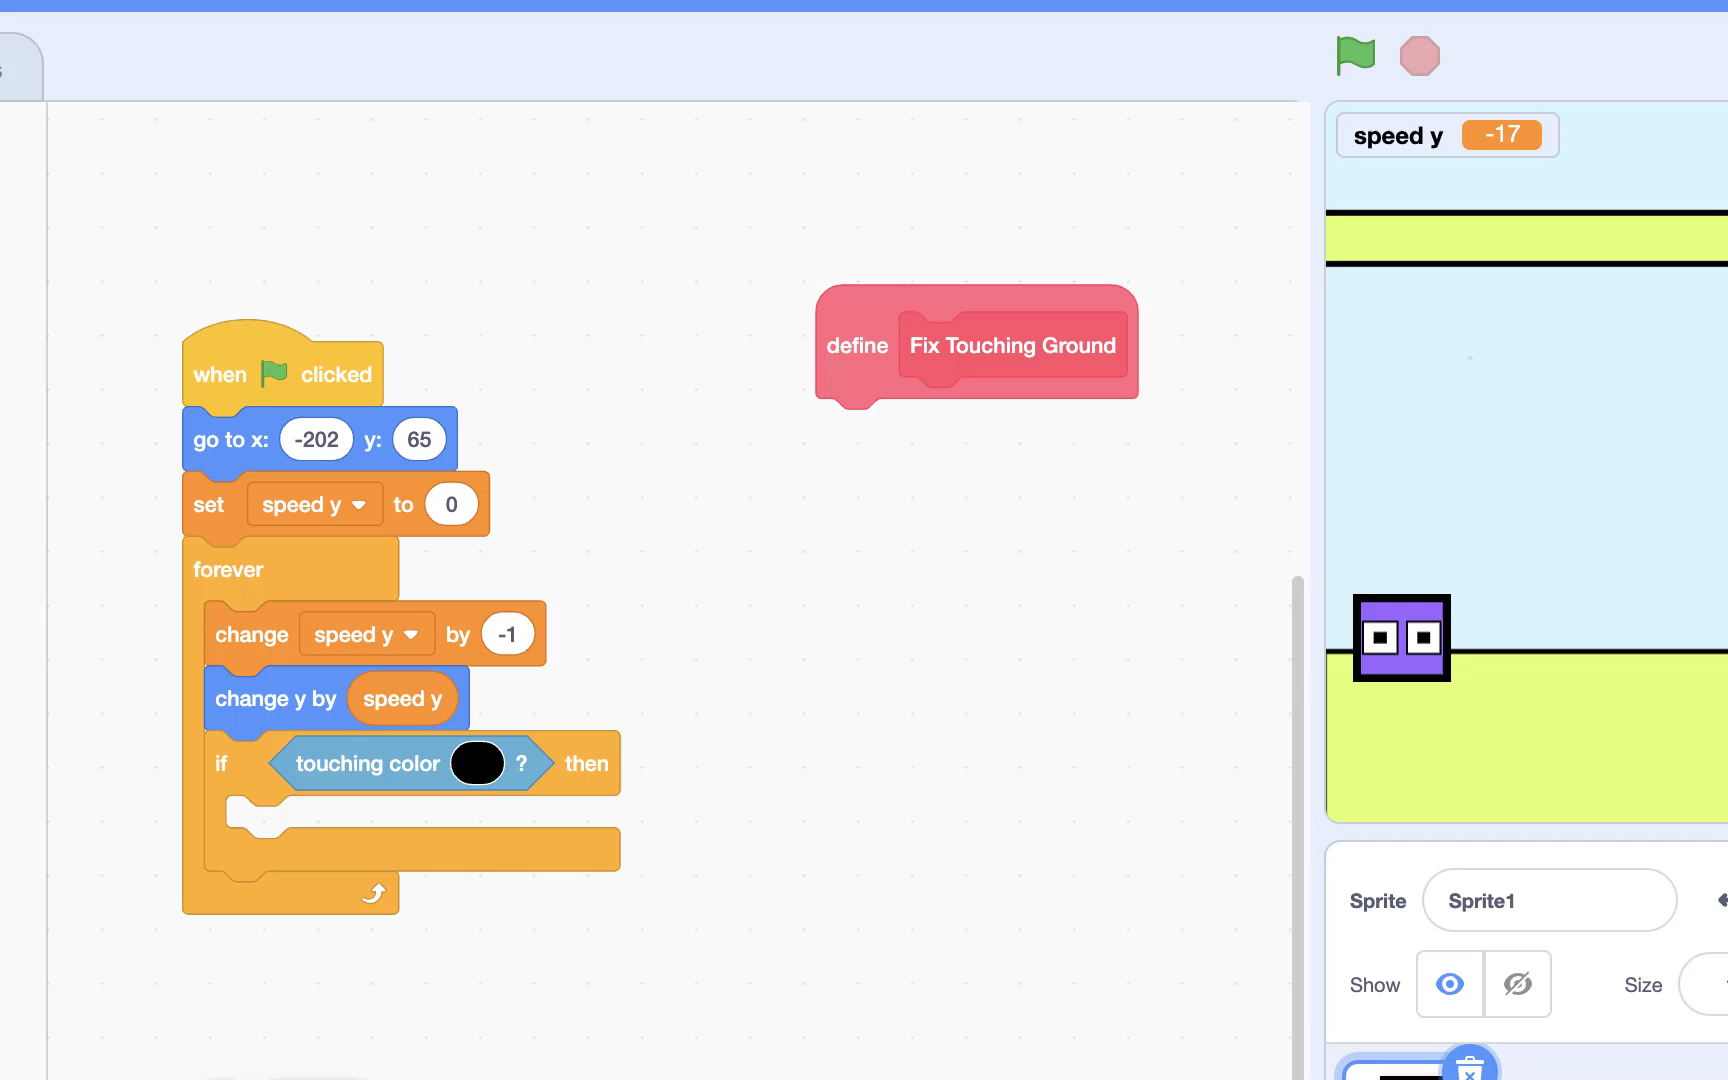 s
speed y -17
define Fix Touching Ground
when clicked
go to x: -202 y: 65
set speed y to 0
forever
change speed y by -1
change y by speed y
if touching color ? then
Sprite Sprite1
Show Size